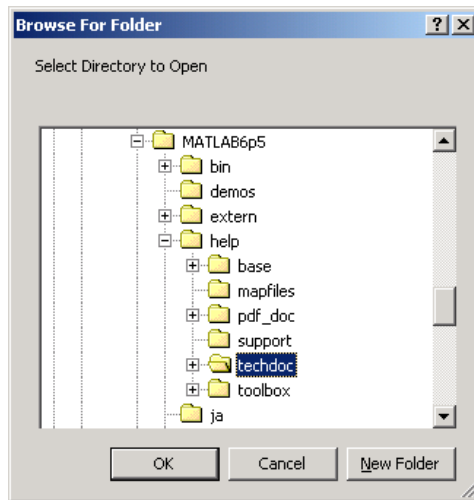 Browse For Folder
Select Directory to Open
MATLAB6p5
bin
demos
extern
help
base
mapfiles
pdf_doc
support
techdoc
toolbox
ja
OK
Cancel
New Folder